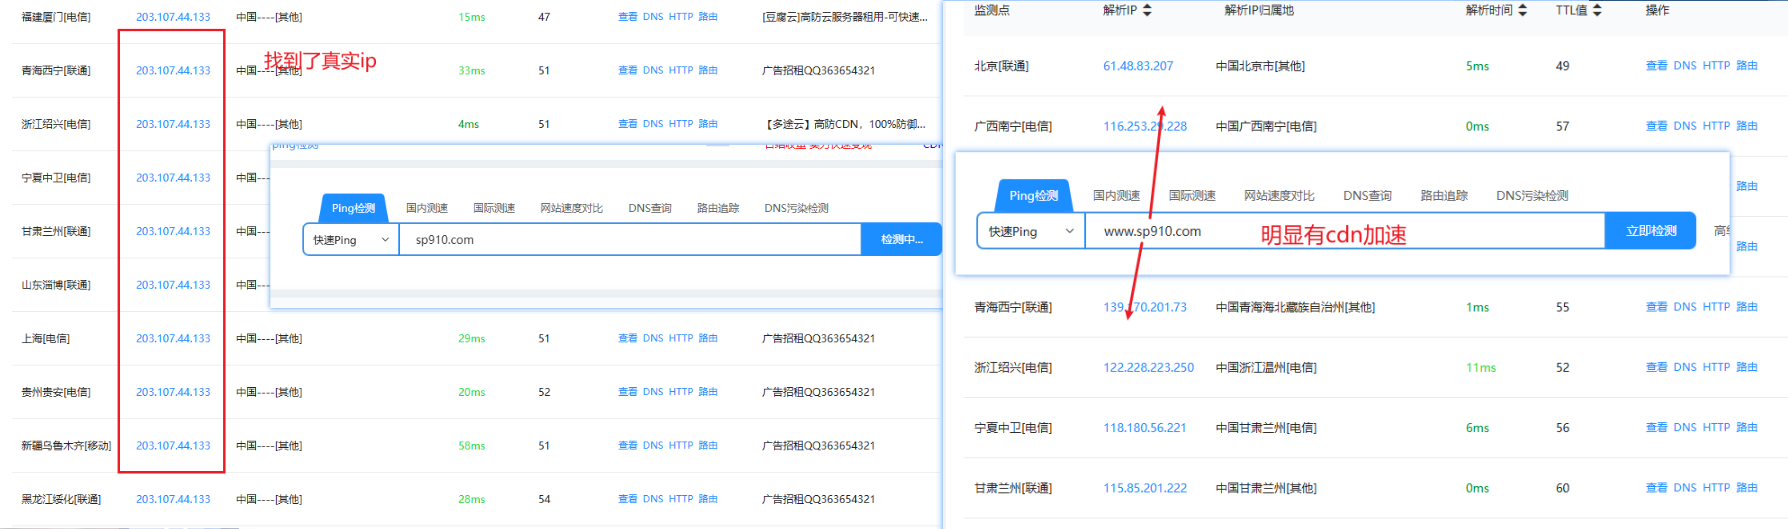 福建厦门[电信] 203.107.44.133 中国----[其他] 15ms 47 查看 DNS HTTP 路由 [豆腐云]高防云服务器租用-可快速...
找到了真实ip
青海西宁[联通] 203.107.44.133 中国----[其他] 33ms 51 查看 DNS HTTP 路由 广告招租QQ363654321
浙江绍兴[电信] 203.107.44.133 中国----[其他] 4ms 51 查看 DNS HTTP 路由 【多途云】高防CDN，100%防御...
ping检测
宁夏中卫[电信] 203.107.44.133 中国----[其
甘肃兰州[联通] 203.107.44.133 中国----[其
山东淄博[联通] 203.107.44.133 中国----[其
Ping检测 国内测速 国际测速 网站速度对比 DNS查询 路由追踪 DNS污染检测
快速Ping sp910.com 检测中...
上海[电信] 203.107.44.133 中国----[其他] 29ms 51 查看 DNS HTTP 路由 广告招租QQ363654321
贵州贵安[电信] 203.107.44.133 中国----[其他] 20ms 52 查看 DNS HTTP 路由 广告招租QQ363654321
新疆乌鲁木齐[移动] 203.107.44.133 中国----[其他] 58ms 51 查看 DNS HTTP 路由 广告招租QQ363654321
黑龙江绥化[联通] 203.107.44.133 中国----[其他] 28ms 54 查看 DNS HTTP 路由 广告招租QQ363654321
监测点 解析IP 解析IP归属地 解析时间 TTL值 操作
北京[联通] 61.48.83.207 中国北京市[其他] 5ms 49 查看 DNS HTTP 路由
广西南宁[电信] 116.253.29.228 中国广西南宁[电信] 0ms 57 查看 DNS HTTP 路由
路由
Ping检测 国内测速 国际测速 网站速度对比 DNS查询 路由追踪 DNS污染检测
快速Ping www.sp910.com 立即检测
明显有cdn加速
路由
青海西宁[联通] 139.170.201.73 中国青海海北藏族自治州[其他] 1ms 55 查看 DNS HTTP 路由
浙江绍兴[电信] 122.228.223.250 中国浙江温州[电信] 11ms 52 查看 DNS HTTP 路由
宁夏中卫[电信] 118.180.56.221 中国甘肃兰州[电信] 6ms 56 查看 DNS HTTP 路由
甘肃兰州[联通] 115.85.201.222 中国甘肃兰州[其他] 0ms 60 查看 DNS HTTP 路由